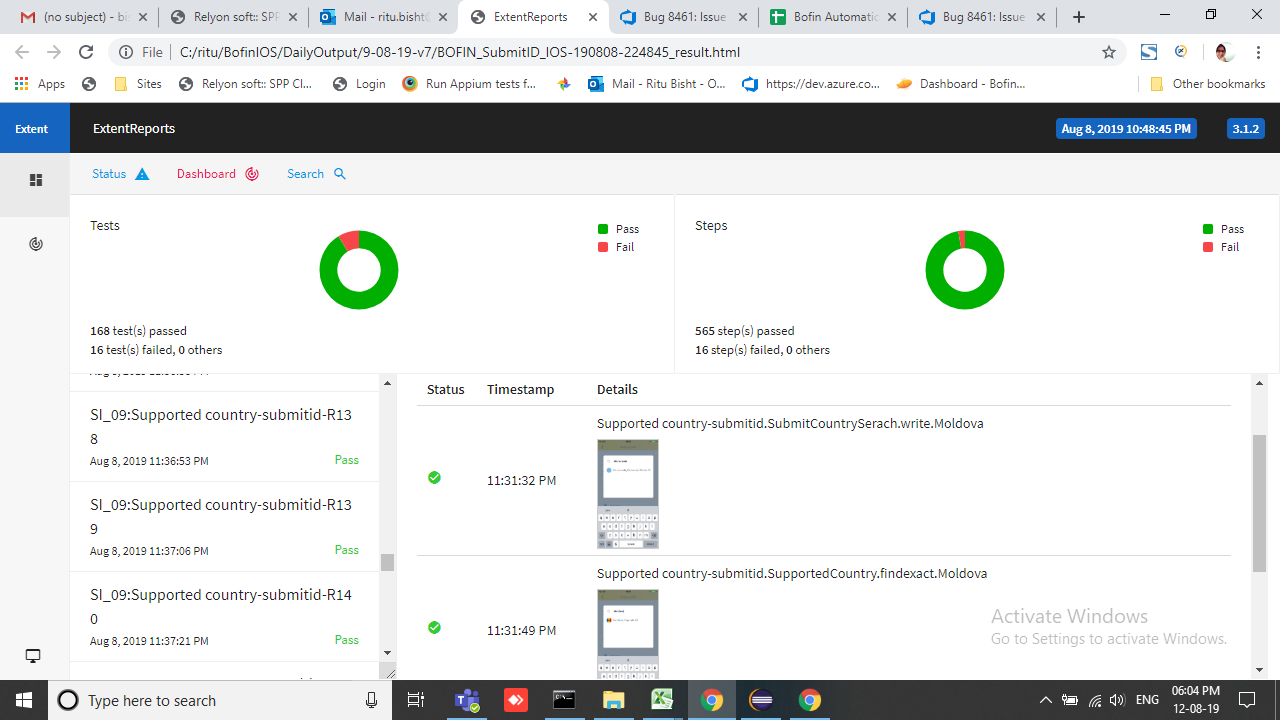 (no subject) - bi
Relyon soft:: SPP
Mail - ritu.bisht@
ExtentReports
Bug 8461: Issue
Bofin Automatic
Bug 8461: Issue
File
C:/ritu/BofinIOS/DailyOutput/9-08-19-v7/BOFIN_SubmitID_IOS-190808-224845_result.html
Apps
Sites
Relyon soft:: SPP Cl...
Login
Run Appium tests f...
Mail - Ritu Bisht - O...
https://dev.azure.co...
Dashboard - Bofin...
Other bookmarks
Extent
ExtentReports
Aug 8, 2019 10:48:45 PM
3.1.2
Status
Dashboard
Search
Tests
Pass
Fail
168 test(s) passed
16 test(s) failed, 0 others
Steps
Pass
Fail
565 step(s) passed
16 step(s) failed, 0 others
SI_09:Supported country-submitid-R13
8
Aug 8, 2019 11:36:53 PM
Pass
SI_09:Supported country-submitid-R13
9
Aug 8, 2019 11:37:06 PM
Pass
SI_09:Supported country-submitid-R14
0
Aug 8, 2019 11:37:21 PM
Pass
Status
Timestamp
Details
Supported country-submitid.SubmitCountrySerach.write.Moldova
11:31:32 PM
Supported country-submitid.SupportedCountry.findexact.Moldova
11:31:49 PM
Activate Windows
Go to Settings to activate Windows.
Type here to search
ENG
06:04 PM
12-08-19